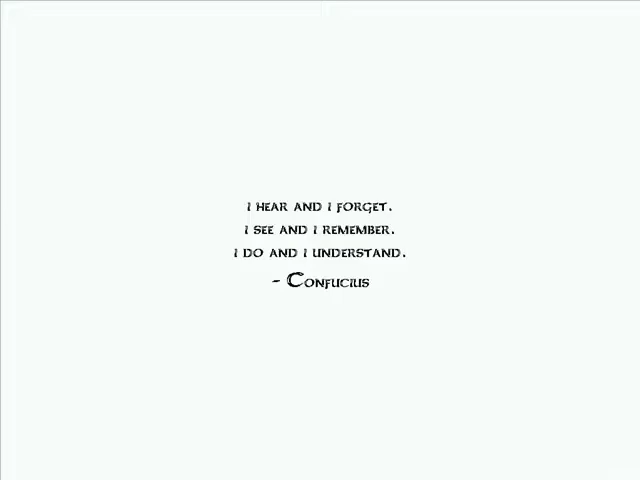 I HEAR AND I FORGET.
I SEE AND I REMEMBER.
I DO AND I UNDERSTAND.
- CONFUCIUS